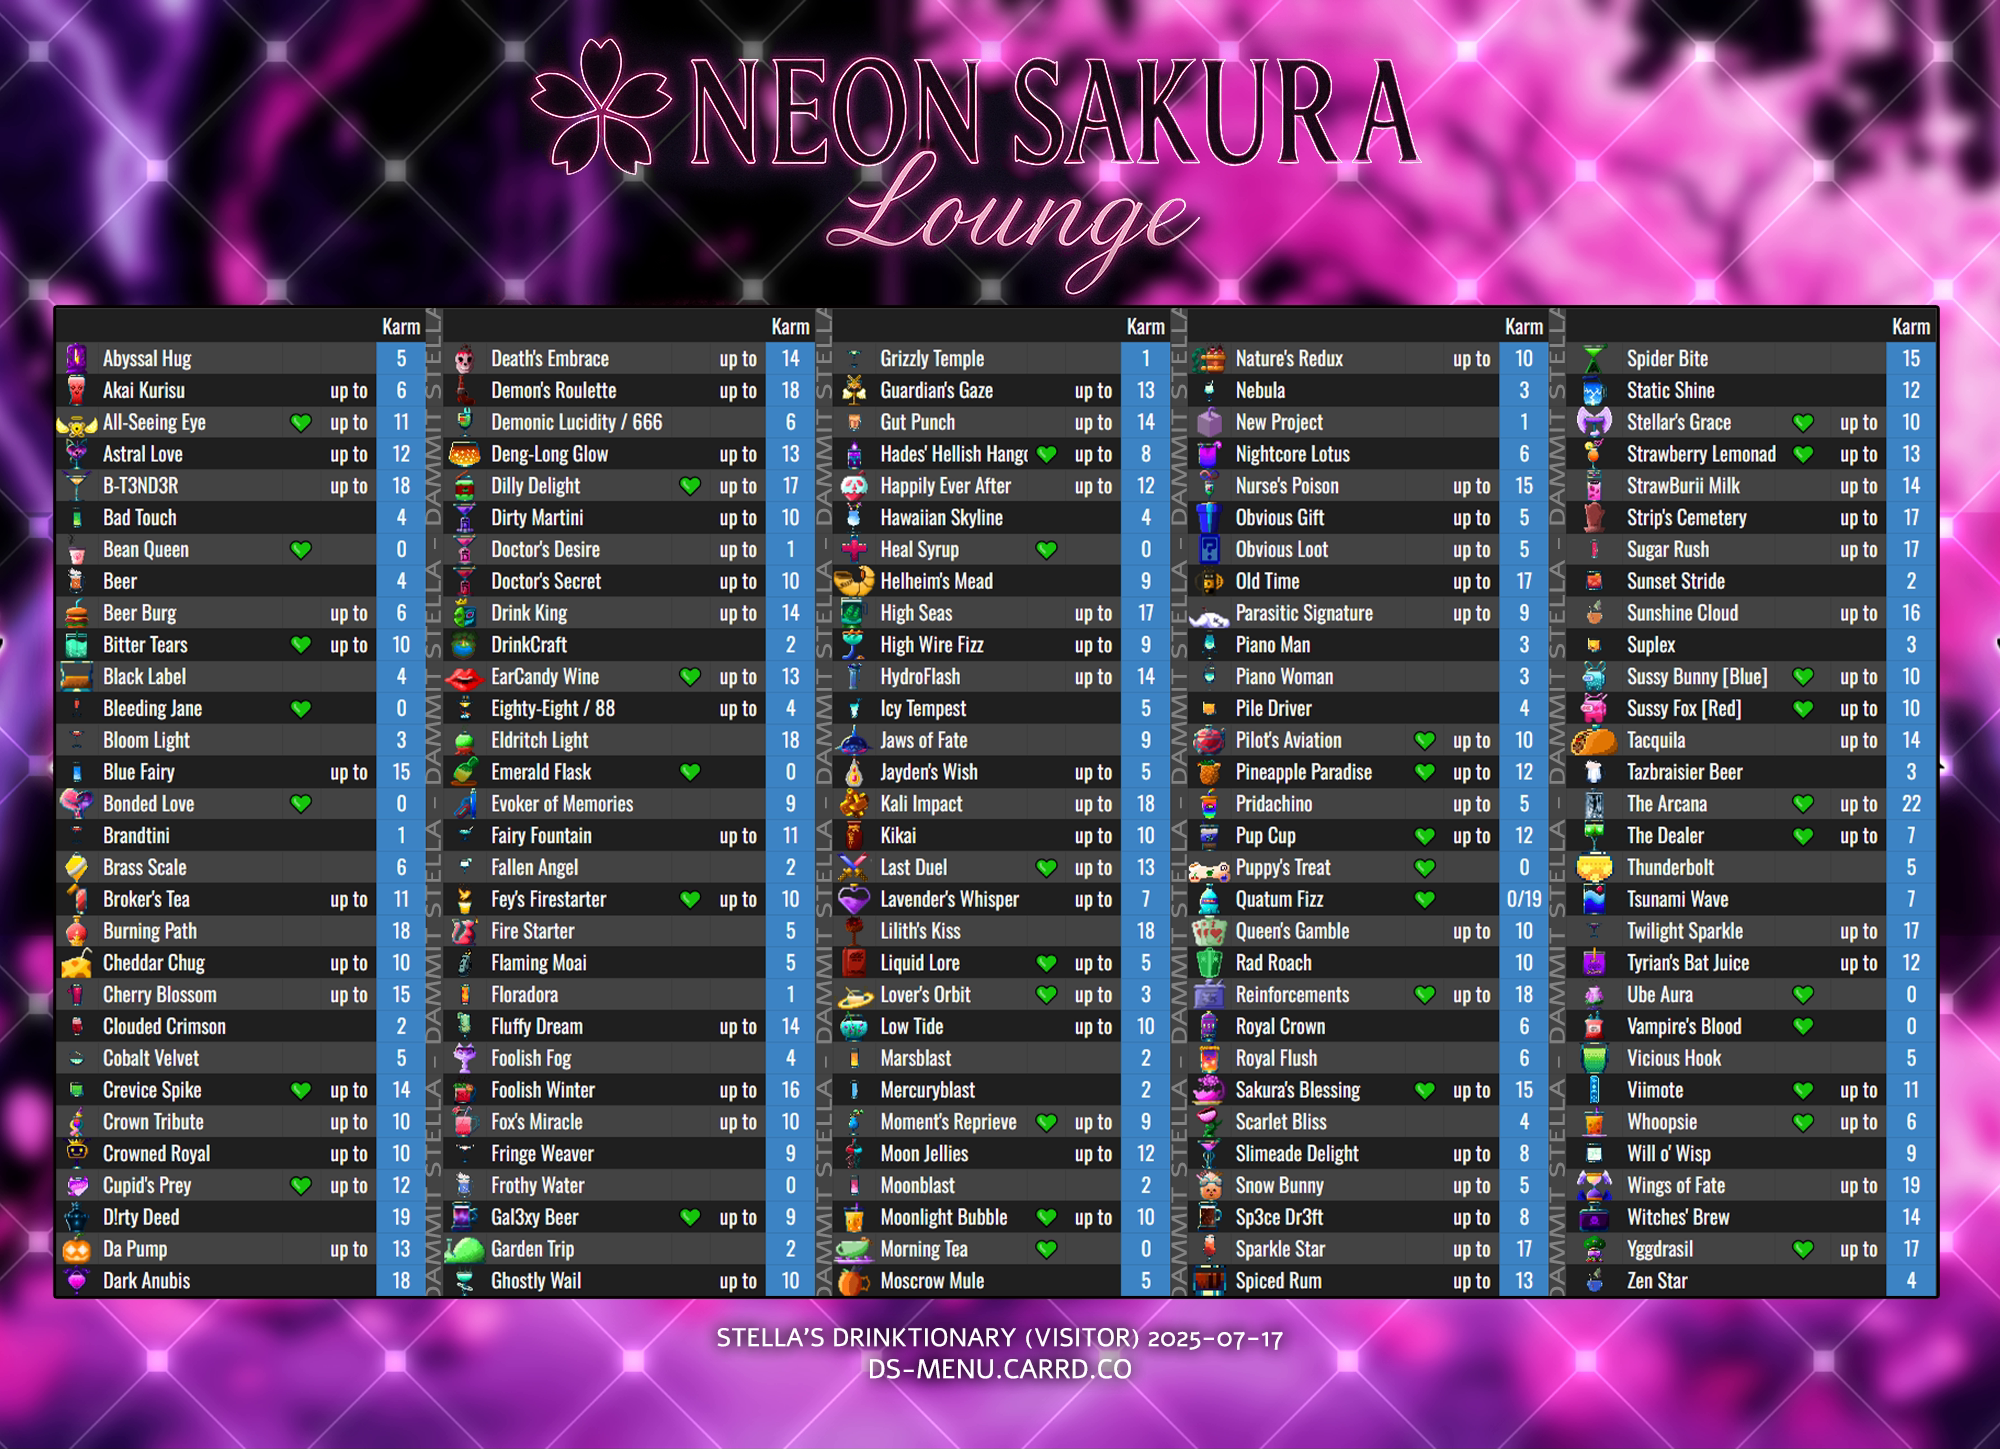 NEON SAKURA
Lounge
Karm
Abyssal Hug 5
Akai Kurisu up to 6
All-Seeing Eye up to 11
Astral Love up to 12
B-T3ND3R up to 18
Bad Touch 4
Bean Queen 0
Beer 4
Beer Burg up to 6
Bitter Tears up to 10
Black Label 4
Bleeding Jane 0
Bloom Light 3
Blue Fairy up to 15
Bonded Love 0
Brandtini 1
Brass Scale 6
Broker's Tea up to 11
Burning Path 18
Cheddar Chug up to 10
Cherry Blossom up to 15
Clouded Crimson 2
Cobalt Velvet 5
Crevice Spike up to 14
Crown Tribute up to 10
Crowned Royal up to 10
Cupid's Prey up to 12
D!rty Deed 19
Da Pump up to 13
Dark Anubis 18
STELLA - DAMMIT STELLA - DAMMIT STELLA - DAMMIT STELLA
Karm
Death's Embrace up to 14
Demon's Roulette up to 18
Demonic Lucidity / 666 6
Deng-Long Glow up to 13
Dilly Delight up to 17
Dirty Martini up to 10
Doctor's Desire up to 1
Doctor's Secret up to 10
Drink King up to 14
DrinkCraft 2
EarCandy Wine up to 13
Eighty-Eight / 88 up to 4
Eldritch Light 18
Emerald Flask 0
Evoker of Memories 9
Fairy Fountain up to 11
Fallen Angel 2
Fey's Firestarter up to 10
Fire Starter 5
Flaming Moai 5
Floradora 1
Fluffy Dream up to 14
Foolish Fog 4
Foolish Winter up to 16
Fox's Miracle up to 10
Fringe Weaver 9
Frothy Water 0
Gal3xy Beer up to 9
Garden Trip 2
Ghostly Wail up to 10
STELLA - DAMMIT STELLA - DAMMIT STELLA - DAMMIT STELLA
Karm
Grizzly Temple 1
Guardian's Gaze up to 13
Gut Punch up to 14
Hades' Hellish Hang up to 8
Happily Ever After up to 12
Hawaiian Skyline 4
Heal Syrup 0
Helheim's Mead 9
High Seas up to 17
High Wire Fizz up to 9
HydroFlash up to 14
Icy Tempest 5
Jaws of Fate 9
Jayden's Wish up to 5
Kali Impact up to 18
Kikai up to 10
Last Duel up to 13
Lavender's Whisper up to 7
Lilith's Kiss 18
Liquid Lore up to 5
Lover's Orbit up to 3
Low Tide up to 10
Marsblast 2
Mercuryblast 2
Moment's Reprieve up to 9
Moon Jellies up to 12
Moonblast 2
Moonlight Bubble up to 10
Morning Tea 0
Moscrow Mule 5
STELLA - DAMMIT STELLA - DAMMIT STELLA - DAMMIT STELLA
Karm
Nature's Redux up to 10
Nebula 3
New Project 1
Nightcore Lotus 6
Nurse's Poison up to 15
Obvious Gift up to 5
Obvious Loot up to 5
Old Time up to 17
Parasitic Signature up to 9
Piano Man 3
Piano Woman 3
Pile Driver 4
Pilot's Aviation up to 10
Pineapple Paradise up to 12
Pridachino up to 5
Pup Cup up to 12
Puppy's Treat 0
Quatum Fizz 0/19
Queen's Gamble up to 10
Rad Roach 10
Reinforcements up to 18
Royal Crown 6
Royal Flush 6
Sakura's Blessing up to 15
Scarlet Bliss 4
Slimeade Delight up to 8
Snow Bunny up to 5
Sp3ce Dr3ft up to 8
Sparkle Star up to 17
Spiced Rum up to 13
STELLA - DAMMIT STELLA - DAMMIT STELLA - DAMMIT STELLA
Karm
Spider Bite 15
Static Shine 12
Stellar's Grace up to 10
Strawberry Lemonad up to 13
StrawBurii Milk up to 14
Strip's Cemetery up to 17
Sugar Rush up to 17
Sunset Stride 2
Sunshine Cloud up to 16
Suplex 3
Sussy Bunny [Blue] up to 10
Sussy Fox [Red] up to 10
Tacquila up to 14
Tazbraisier Beer 3
The Arcana up to 22
The Dealer up to 7
Thunderbolt 5
Tsunami Wave 7
Twilight Sparkle up to 17
Tyrian's Bat Juice up to 12
Ube Aura 0
Vampire's Blood 0
Vicious Hook 5
Viimote up to 11
Whoopsie up to 6
Will o' Wisp 9
Wings of Fate up to 19
Witches' Brew 14
Yggdrasil up to 17
Zen Star 4
STELLA'S DRINKTIONARY (VISITOR) 2025-07-17
DS-MENU.CARRD.CO